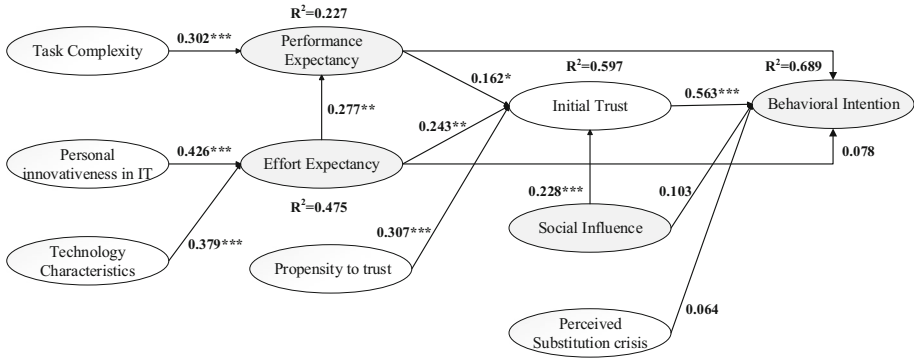 R²=0.227
Task Complexity
0.302***
Performance
Expectancy
0.162*
R²=0.597
R²=0.689
Initial Trust
0.563***
Behavioral Intention
0.277**
0.243**
Personal
innovativeness in IT
0.426***
Effort Expectancy
0.078
R²=0.475
0.228***
0.103
0.379***
0.307***
Social Influence
Technology
Characteristics
Propensity to trust
0.064
Perceived
Substitution crisis